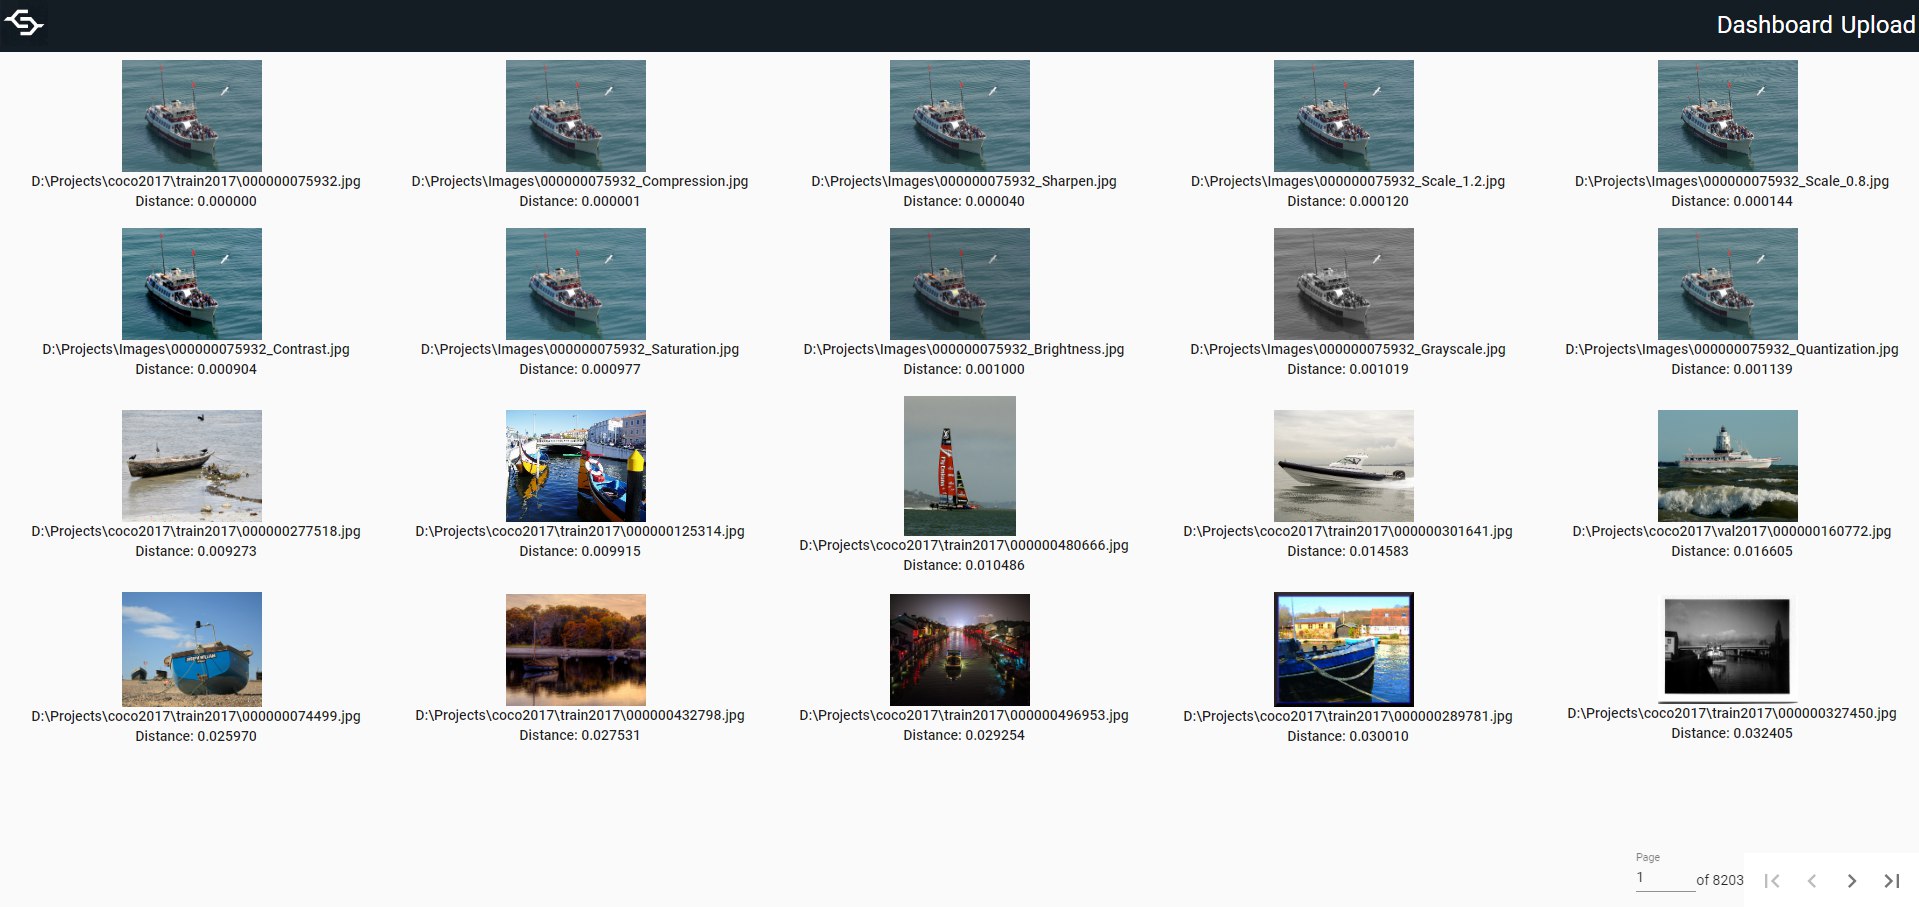 Dashboard Upload
D:\Projects\coco2017\train2017\000000075932.jpg
Distance: 0.000000
D:\Projects\Images\000000075932_Compression.jpg
Distance: 0.000001
D:\Projects\Images\000000075932_Sharpen.jpg
Distance: 0.000040
D:\Projects\Images\000000075932_Scale_1.2.jpg
Distance: 0.000120
D:\Projects\Images\000000075932_Scale_0.8.jpg
Distance: 0.000144
D:\Projects\Images\000000075932_Contrast.jpg
Distance: 0.000904
D:\Projects\Images\000000075932_Saturation.jpg
Distance: 0.000977
D:\Projects\Images\000000075932_Brightness.jpg
Distance: 0.001000
D:\Projects\Images\000000075932_Grayscale.jpg
Distance: 0.001019
D:\Projects\Images\000000075932_Quantization.jpg
Distance: 0.001139
D:\Projects\coco2017\train2017\000000277518.jpg
Distance: 0.009273
D:\Projects\coco2017\train2017\000000125314.jpg
Distance: 0.009915
D:\Projects\coco2017\train2017\000000480666.jpg
Distance: 0.010486
D:\Projects\coco2017\train2017\000000301641.jpg
Distance: 0.014583
D:\Projects\coco2017\val2017\000000160772.jpg
Distance: 0.016605
D:\Projects\coco2017\train2017\000000074499.jpg
Distance: 0.025970
D:\Projects\coco2017\train2017\000000432798.jpg
Distance: 0.027531
D:\Projects\coco2017\train2017\000000496953.jpg
Distance: 0.029254
D:\Projects\coco2017\train2017\000000289781.jpg
Distance: 0.030010
D:\Projects\coco2017\train2017\000000327450.jpg
Distance: 0.032405
Page
1 of 8203